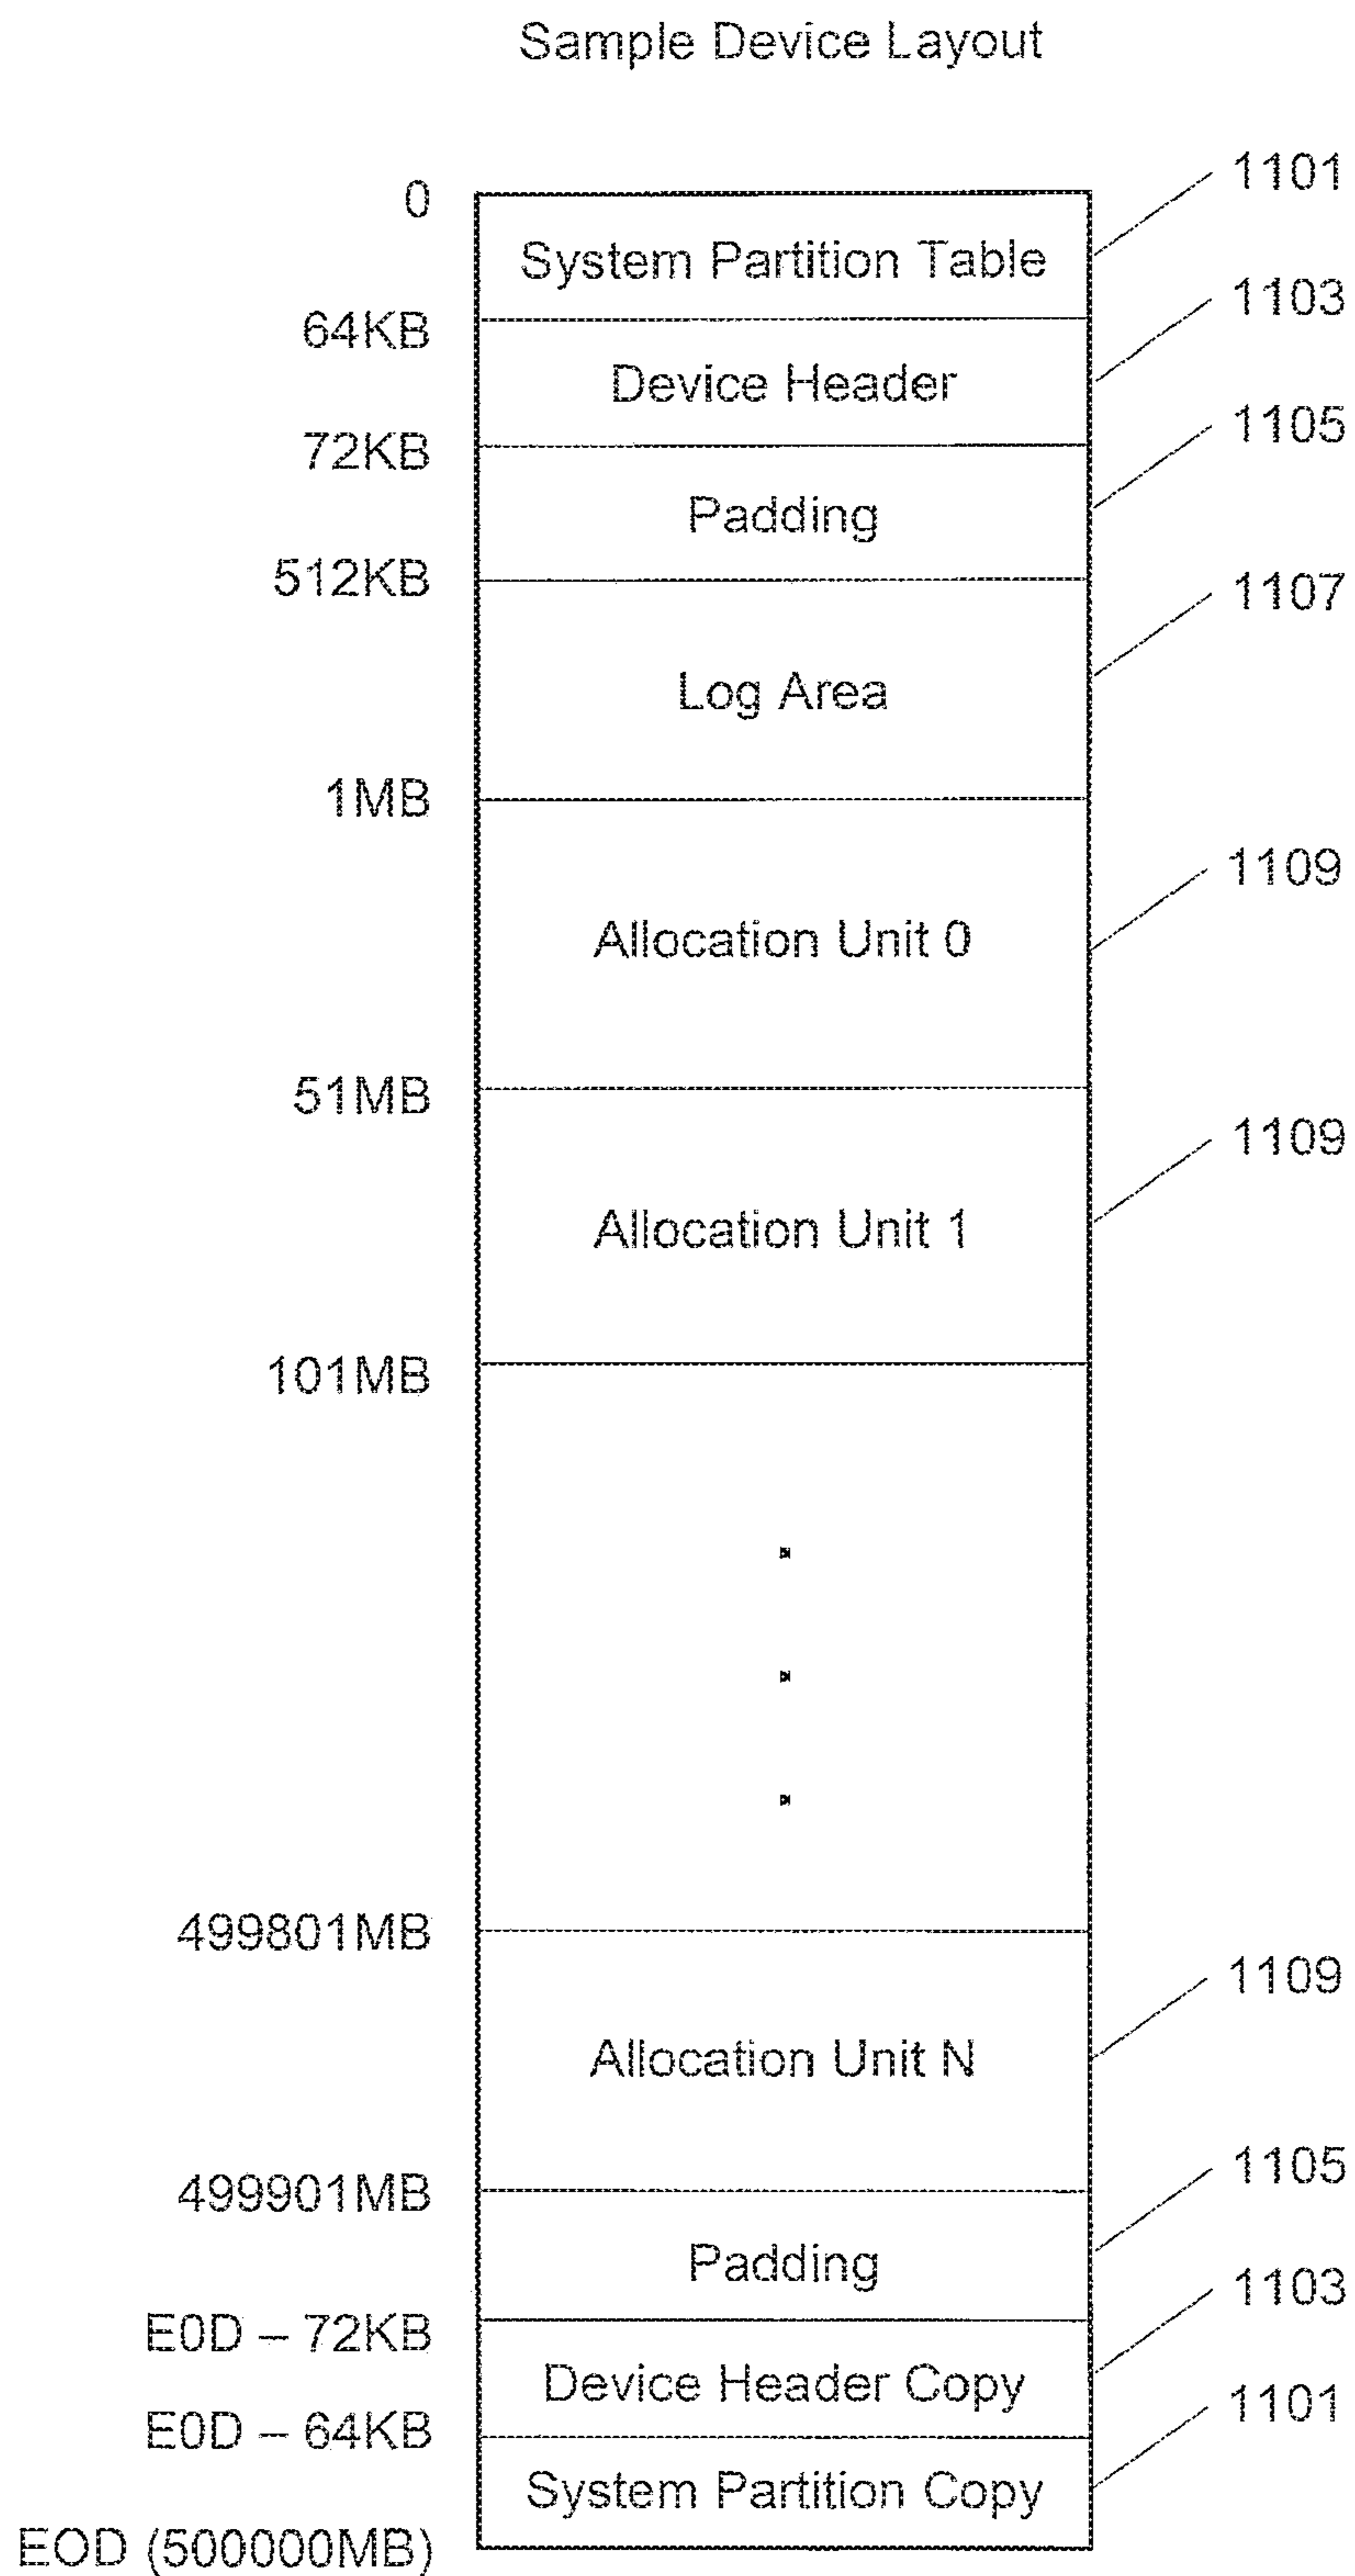 Sample Device Layout
0
System Partition Table
1101
64KB
Device Header
1103
72KB
Padding
1105
512KB
Log Area
1107
1MB
Allocation Unit 0
1109
51MB
Allocation Unit 1
1109
101MB
499801MB
Allocation Unit N
1109
499901MB
Padding
1105
E0D – 72KB
Device Header Copy
1103
E0D – 64KB
System Partition Copy
1101
EOD (500000MB)